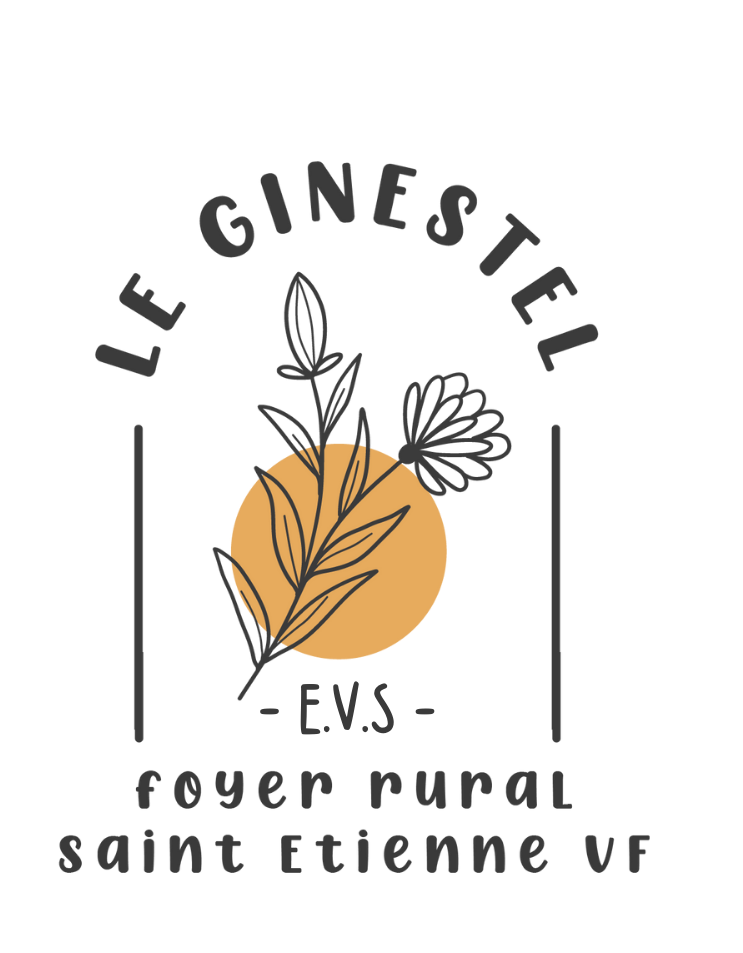 LE GINESTEL
- E.V.S -
foyer rural
saint Etienne VF